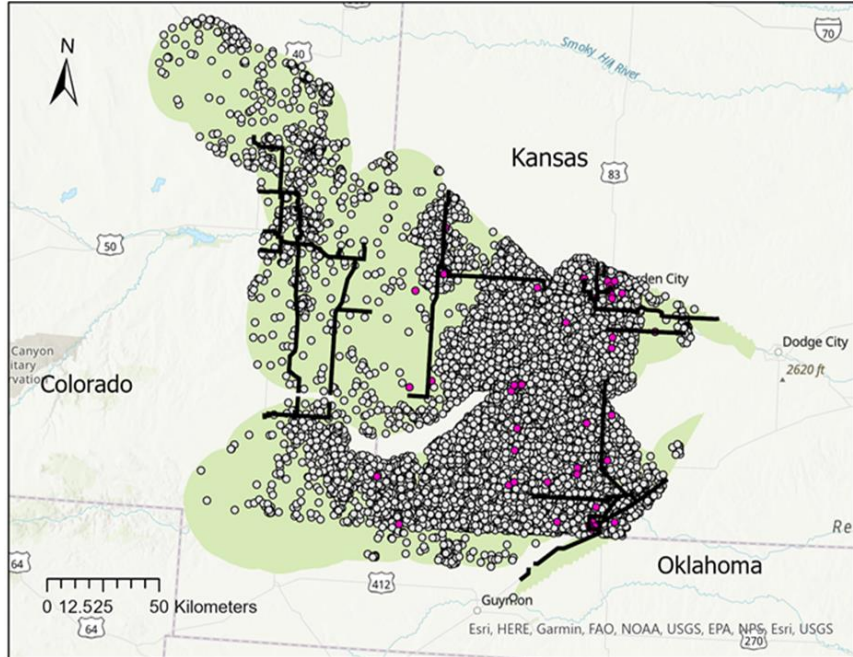 70
40
N
Smoky Hill River
Kansas
83
50
den City
Dodge City
2620 ft
Canyon
itary
rvatio
Colorado
Re
Oklahoma
64
0 12.525 50 Kilometers
412
Guymon
64
Esri, HERE, Garmin, FAO, NOAA, USGS, EPA, NPS, Esri, USGS
270